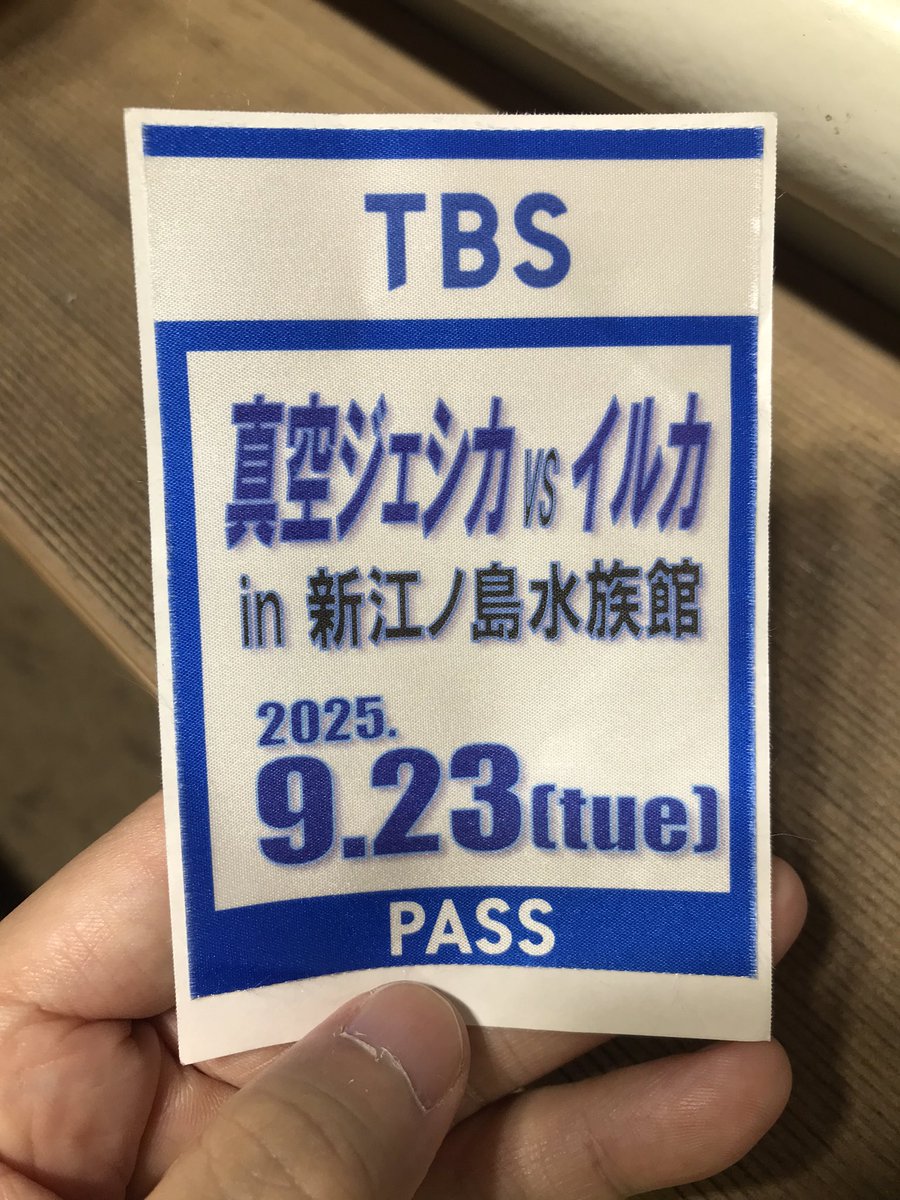 TBS
真空ジェシカ vs イルカ
in 新江ノ島水族館
2025.
9.23(tue)
PASS